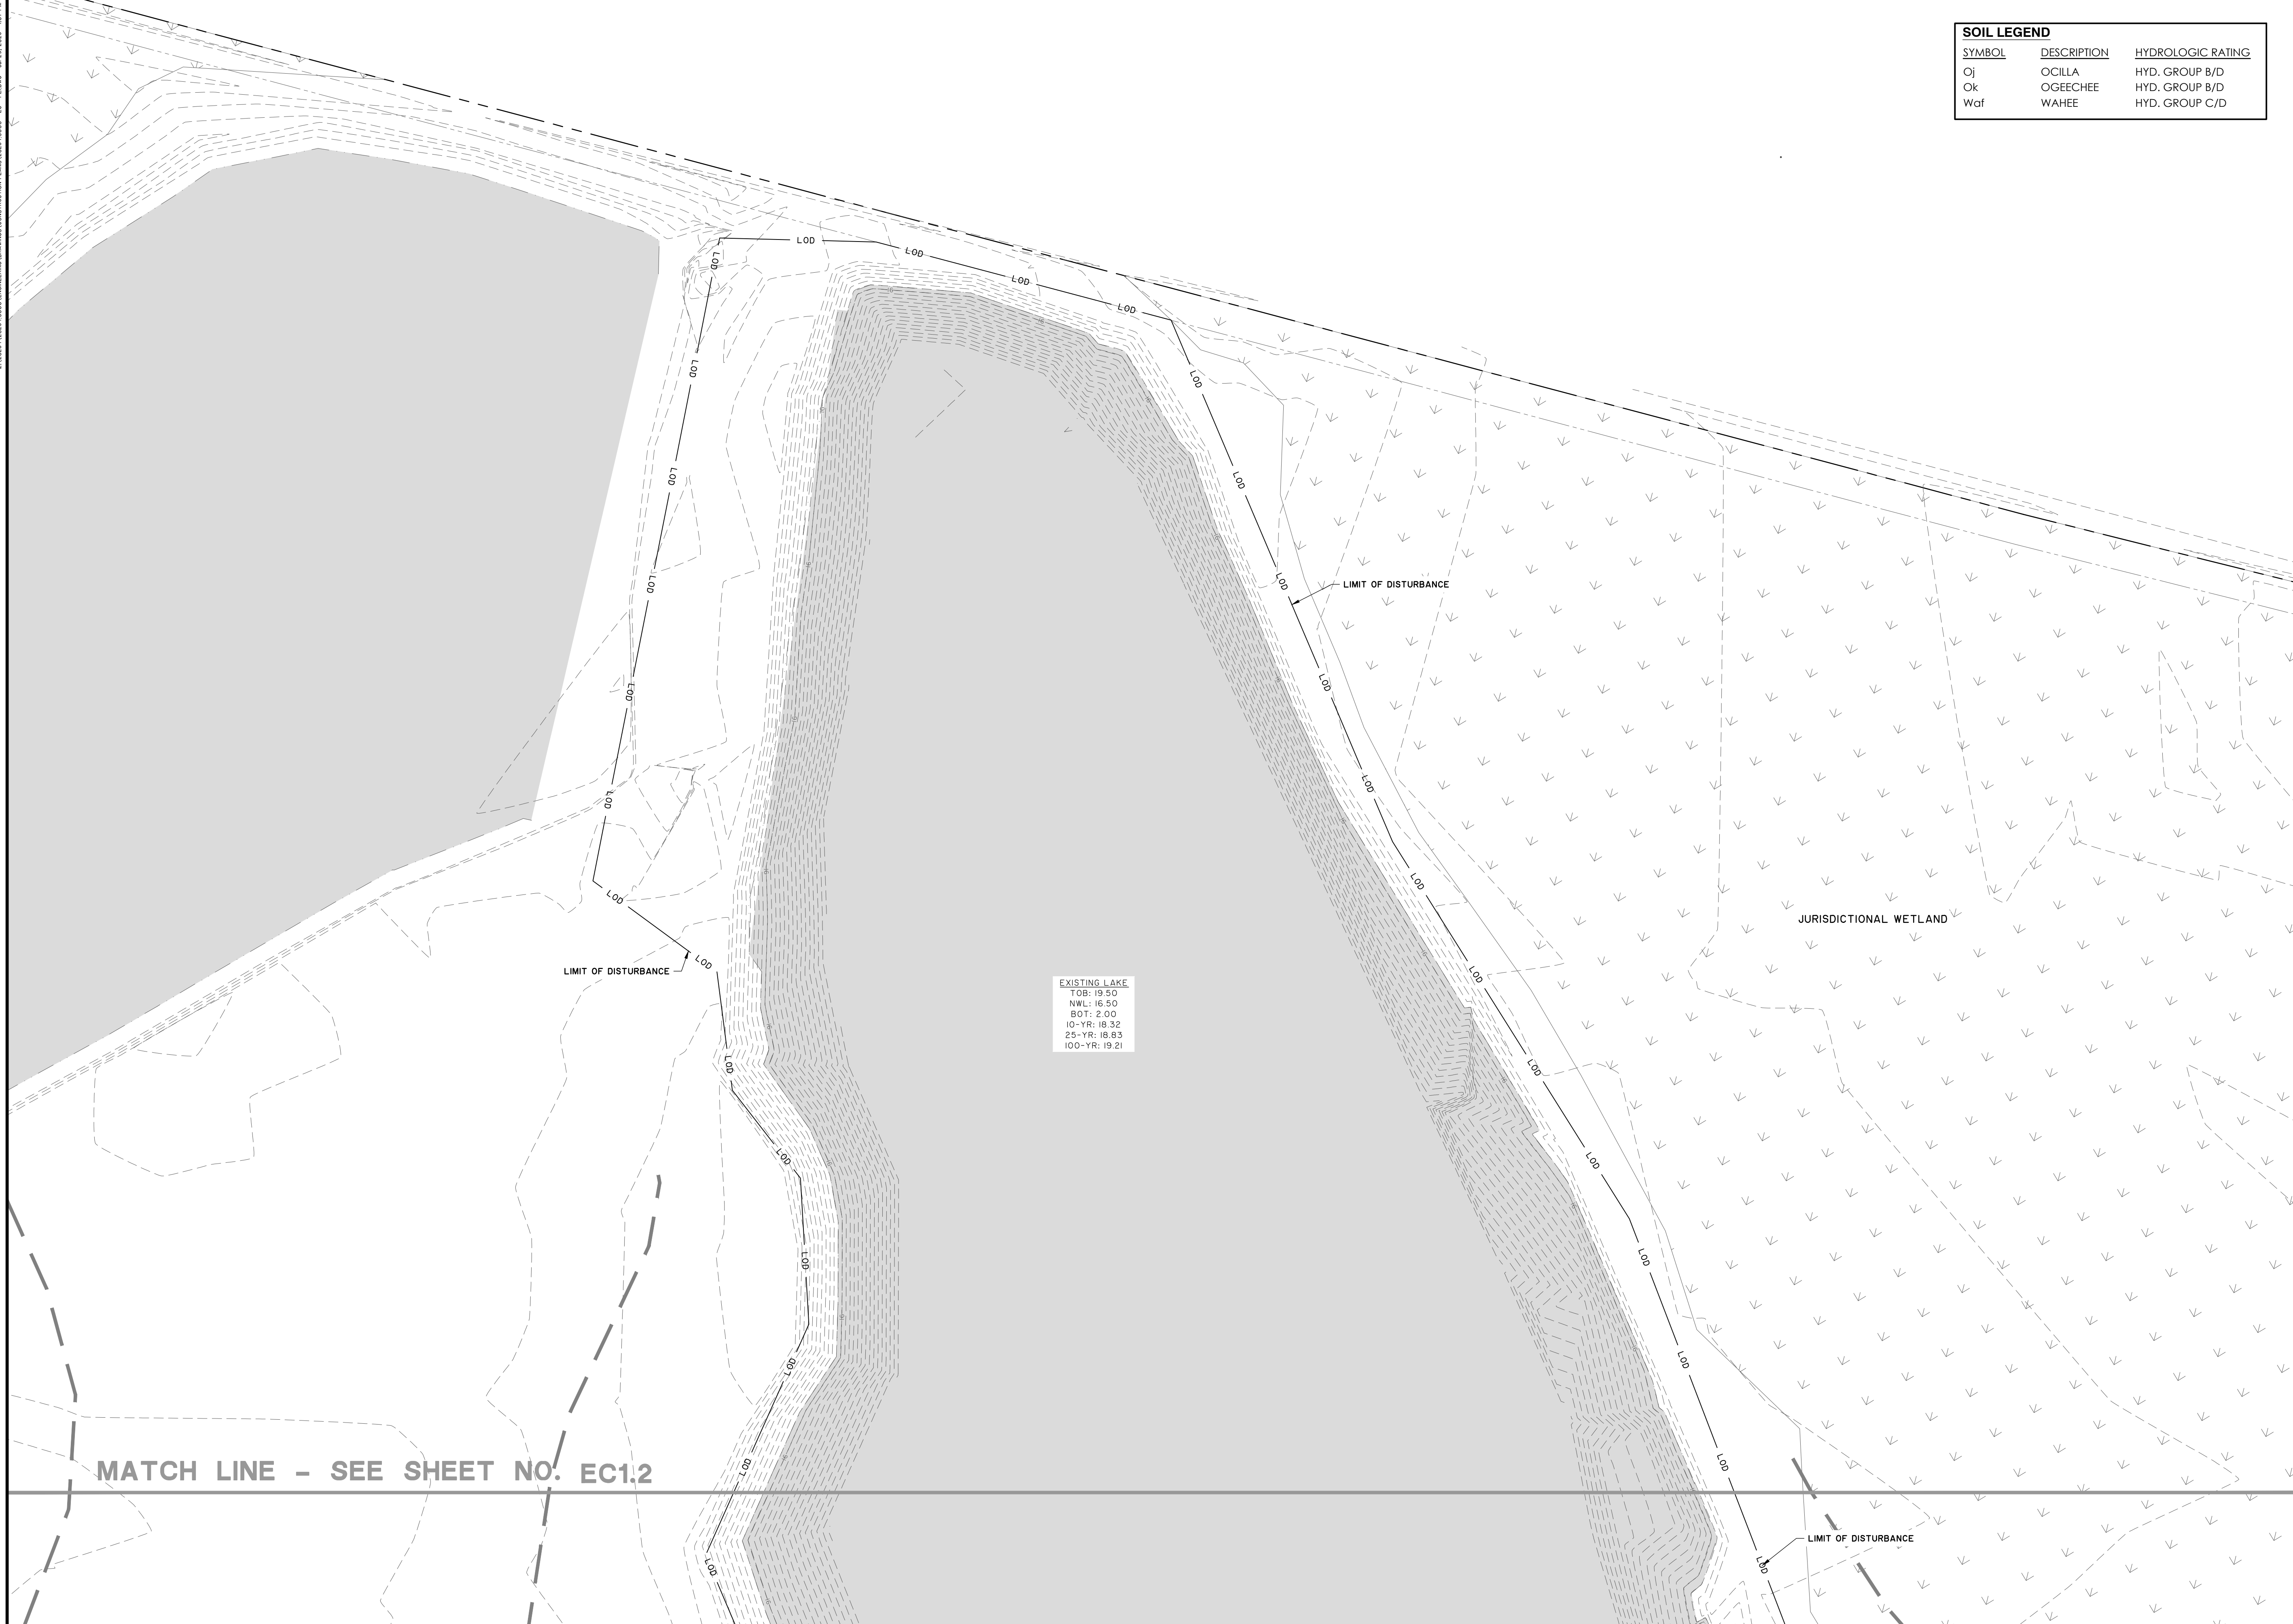 SOIL LEGEND
SYMBOL DESCRIPTION HYDROLOGIC RATING
Oj OCILLA HYD. GROUP B/D
Ok OGEECHEE HYD. GROUP B/D
Waf WAHEE HYD. GROUP C/D
LOD
LOD
LOD
LOD
LOD
LOD
LOD
LOD
LOD
LOD
LOD
LIMIT OF DISTURBANCE
LOD
LOD
LOD
LOD
LOD
LOD
JURISDICTIONAL WETLAND
LOD
LIMIT OF DISTURBANCE
LOD
EXISTING LAKE
TOB: 19.50
NWL: 16.50
BOT: 2.00
10-YR: 18.32
25-YR: 18.83
100-YR: 19.21
LOD
LOD
LOD
LOD
LOD
LOD
LOD
LOD
LOD
LOD
MATCH LINE - SEE SHEET NO. EC1.2
LIMIT OF DISTURBANCE
LOD
LOD